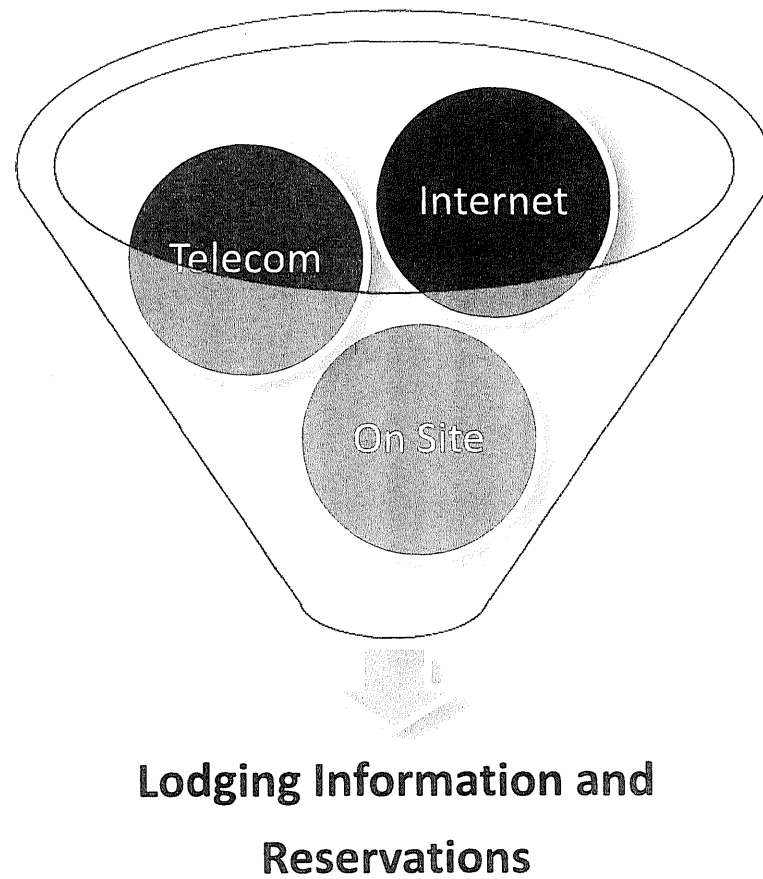 Internet
Telecom
On Site
Lodging Information and
Reservations